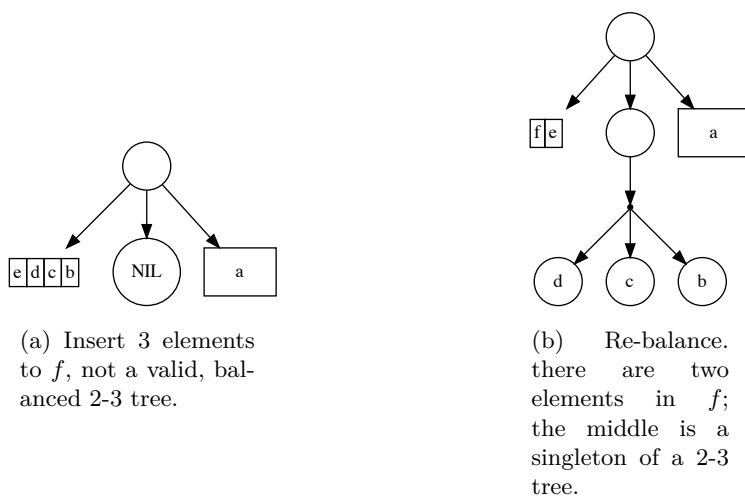 e d c b
NIL
a
(a) Insert 3 elements
to f, not a valid, bal-
anced 2-3 tree.
f e
a
d
c
b
(b) Re-balance.
there are two
elements in f;
the middle is a
singleton of a 2-3
tree.